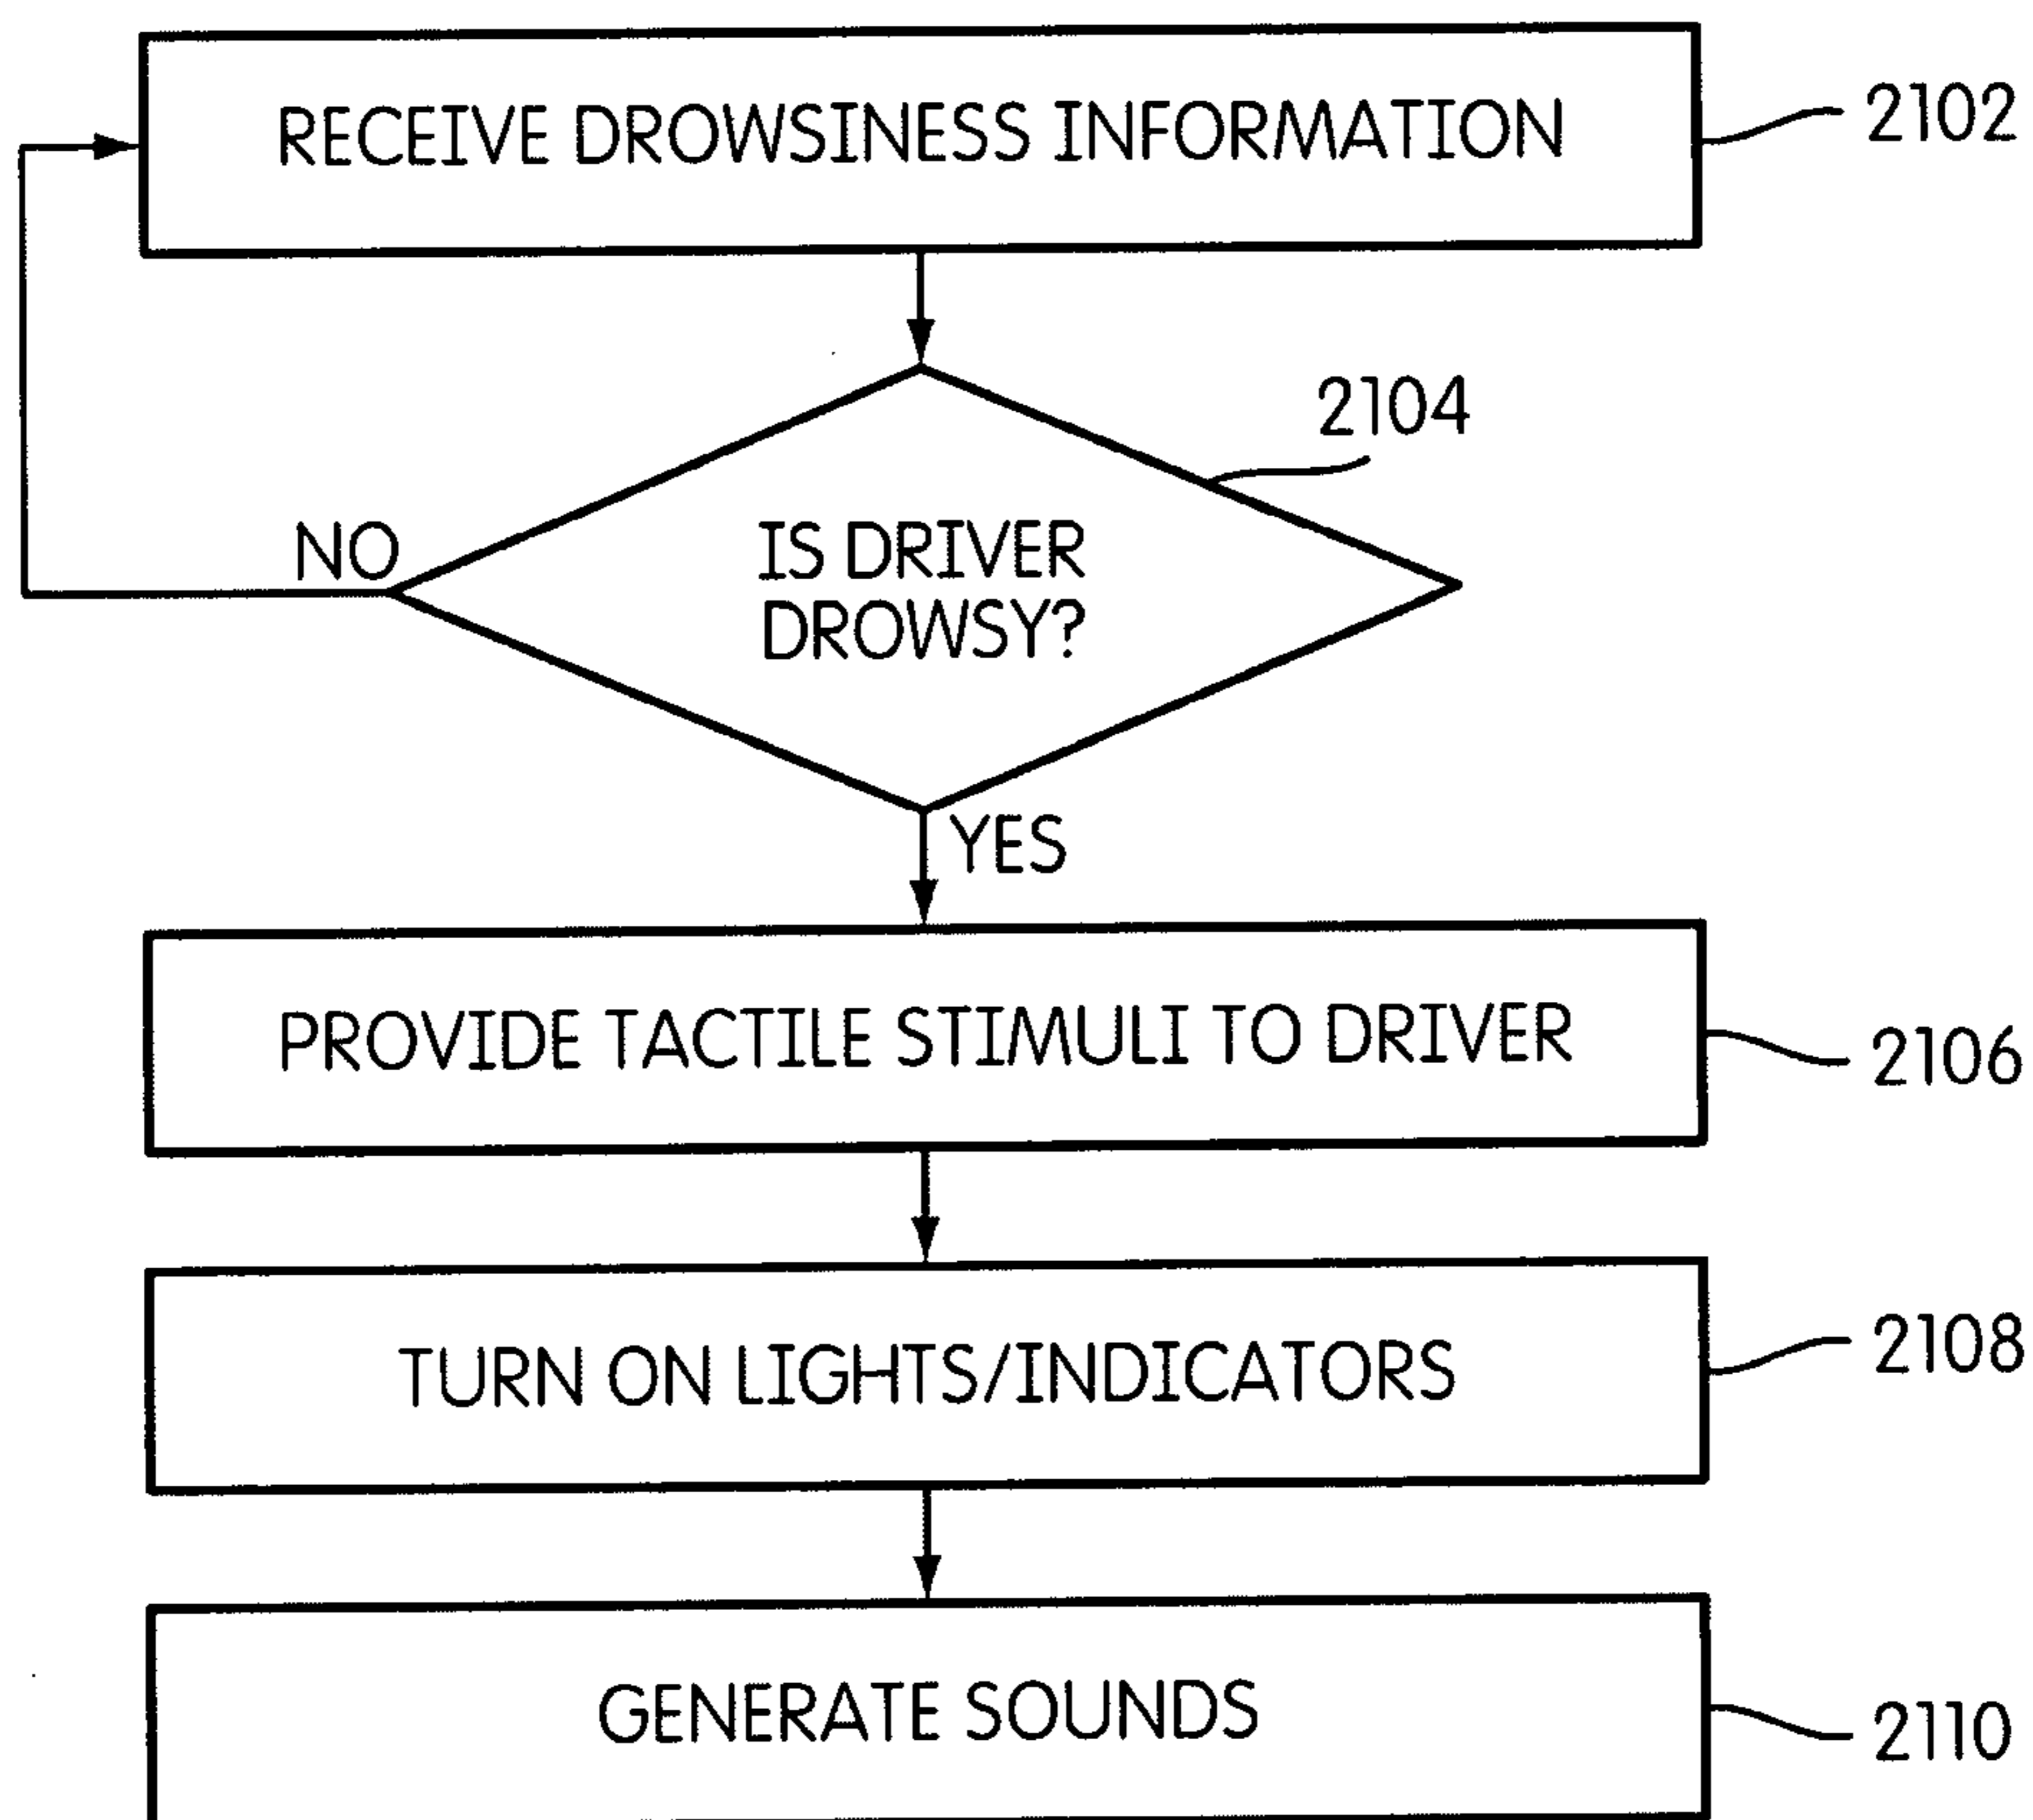 RECEIVE DROWSINESS INFORMATION
2102
2104
IS DRIVER
DROWSY?
NO
YES
PROVIDE TACTILE STIMULI TO DRIVER
2106
TURN ON LIGHTS/INDICATORS
2108
GENERATE SOUNDS
2110